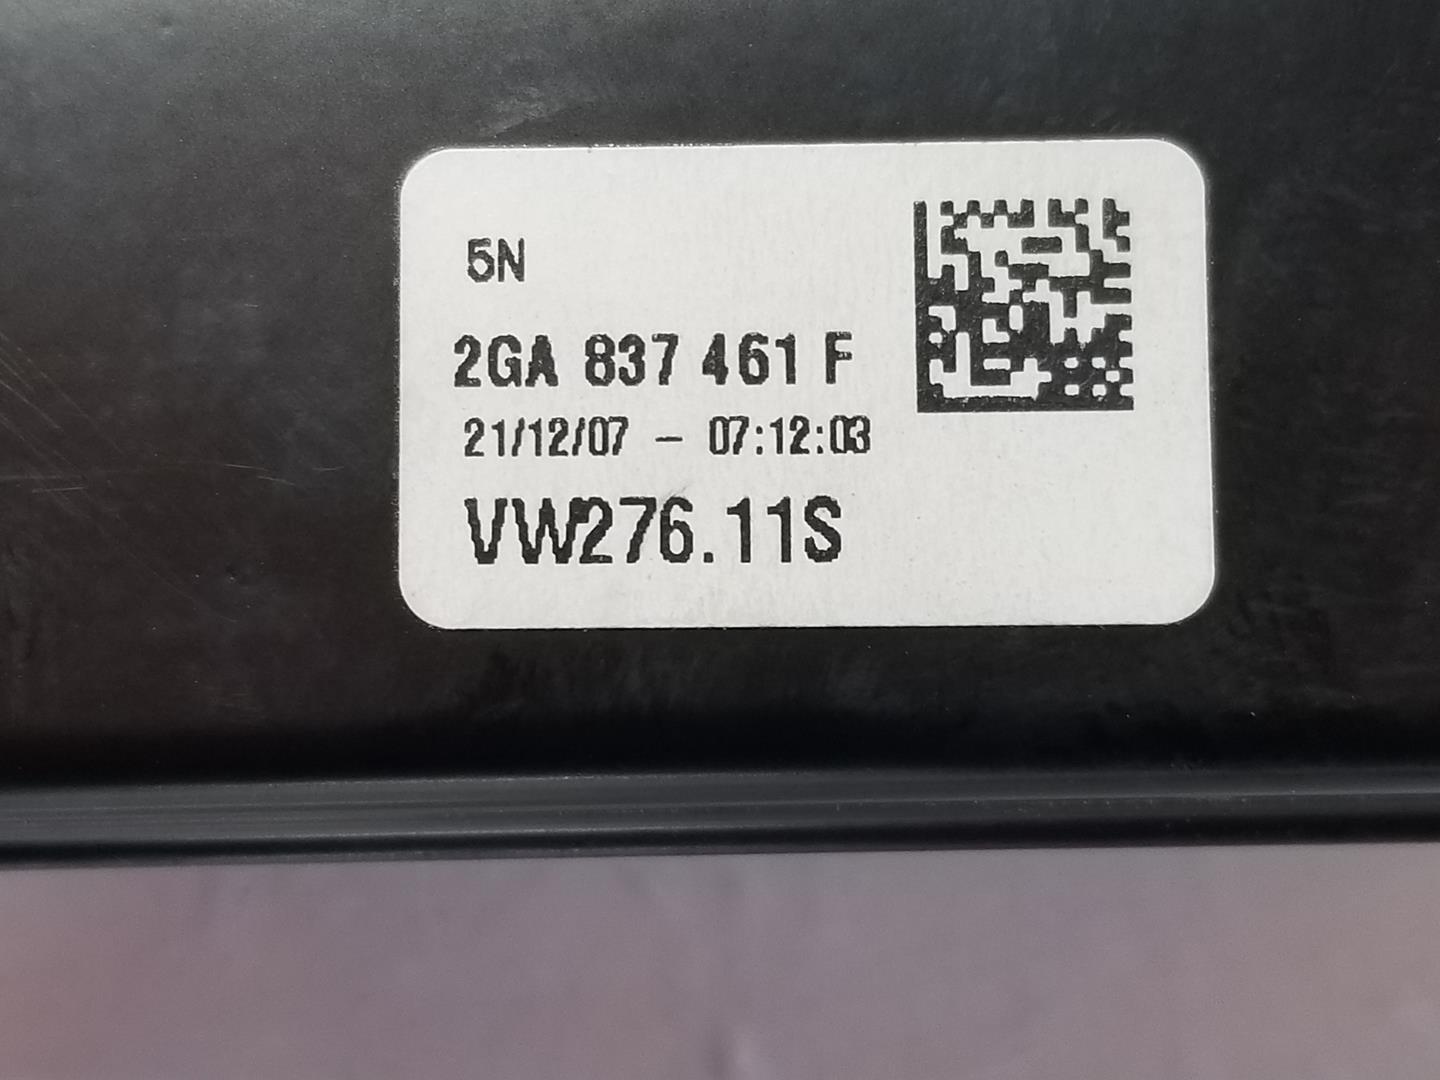 5N
2GA 837 461 F
21/12/07 - 07:12:03
VW276.11S